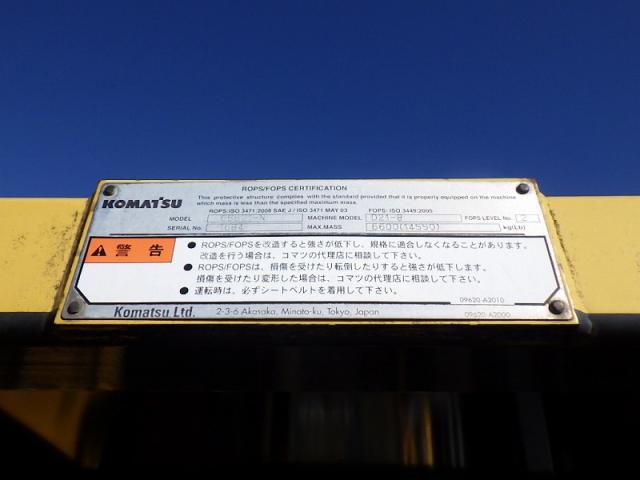 ROPS/FOPS CERTIFICATION
KOMATSU
This protective structure complies with the standard provided that it is properly equipped on the machine
which mass is less than the specified maximum mass.
ROPS: ISO 3471:2008 SAE J / ISO 3471 MAY 03 FOPS: ISO 3449:2005
MODEL MACHINE MODEL D21-8 FOPS LEVEL No. 2
SERIAL No. MAX.MASS 6600(14550) kg(Lb)
警告
● ROPS/FOPSを改造すると強さが低下し、規格に適合しなくなることがあります。
改造を行う場合は、コマツの代理店に相談して下さい。
● ROPS/FOPSは、損傷を受けたり転倒したりすると強さが低下します。
損傷を受けたり変形した場合は、コマツの代理店に相談して下さい。
● 運転時は、必ずシートベルトを着用して下さい。
09620-A2010
Komatsu Ltd. 2-3-6 Akasaka, Minato-ku, Tokyo, Japan 09620-A2000